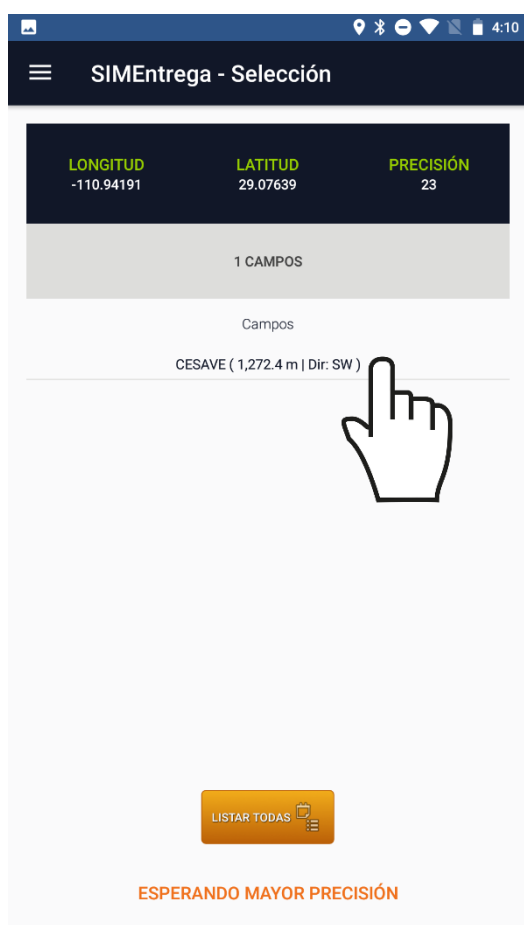 4:10
SIMEntrega - Selección
LONGITUD LATITUD PRECISIÓN
-110.94191 29.07639 23
1 CAMPOS
Campos
CESAVE ( 1,272.4 m | Dir: SW )
LISTAR TODAS
ESPERANDO MAYOR PRECISIÓN